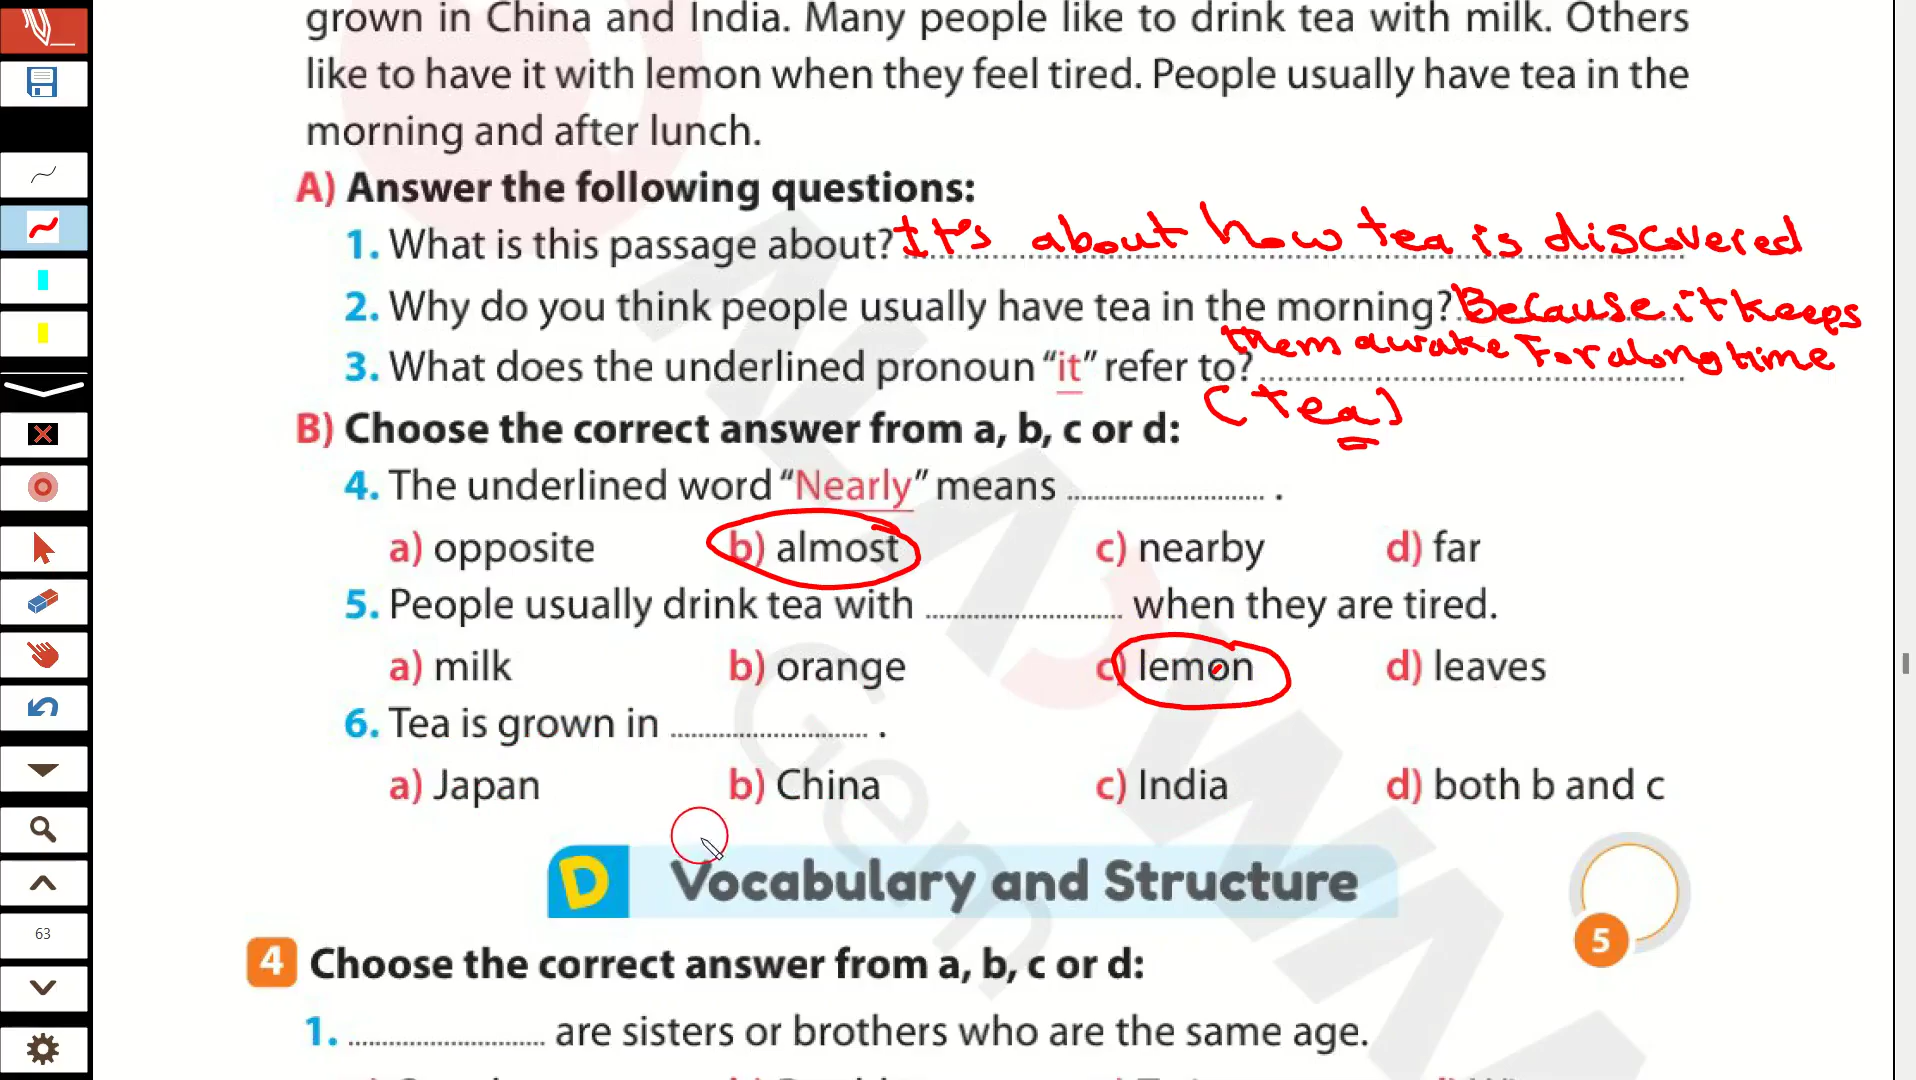 grown in China and India. Many people like to drink tea with milk. Others
like to have it with lemon when they feel tired. People usually have tea in the
morning and after lunch.
A) Answer the following questions:
1. What is this passage about? It's about how tea is discovered
2. Why do you think people usually have tea in the morning? Because it keeps
them awake for a long time
3. What does the underlined pronoun “it” refer to?
(tea)
B) Choose the correct answer from a, b, c or d:
4. The underlined word “Nearly” means .............................. .
a) opposite b) almost c) nearby d) far
5. People usually drink tea with .............................. when they are tired.
a) milk b) orange c) lemon d) leaves
6. Tea is grown in .............................. .
a) Japan b) China c) India d) both b and c
D Vocabulary and Structure
5
4 Choose the correct answer from a, b, c or d:
1. .............................. are sisters or brothers who are the same age.
63
Gem